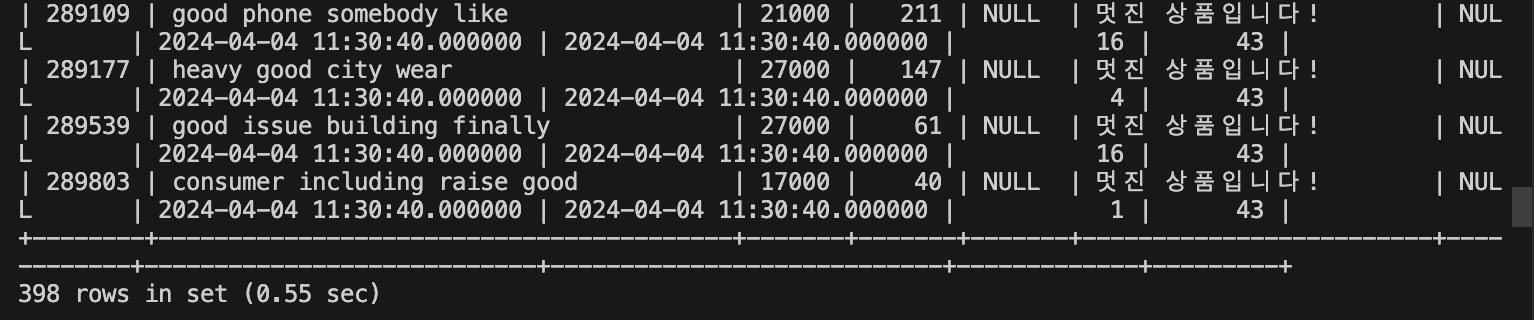 | 289109 | good phone somebody like | 21000 | 211 | NULL | 멋진 상품입니다! | NUL
L | 2024-04-04 11:30:40.000000 | 2024-04-04 11:30:40.000000 | 16 | 43 |
| 289177 | heavy good city wear | 27000 | 147 | NULL | 멋진 상품입니다! | NUL
L | 2024-04-04 11:30:40.000000 | 2024-04-04 11:30:40.000000 | 4 | 43 |
| 289539 | good issue building finally | 27000 | 61 | NULL | 멋진 상품입니다! | NUL
L | 2024-04-04 11:30:40.000000 | 2024-04-04 11:30:40.000000 | 16 | 43 |
| 289803 | consumer including raise good | 17000 | 40 | NULL | 멋진 상품입니다! | NUL
L | 2024-04-04 11:30:40.000000 | 2024-04-04 11:30:40.000000 | 1 | 43 |
+--------+-----------------------------------------+-------+-------+-------+-------------------------+----
--------+----------------------------+----------------------------+-------------+---------+
398 rows in set (0.55 sec)